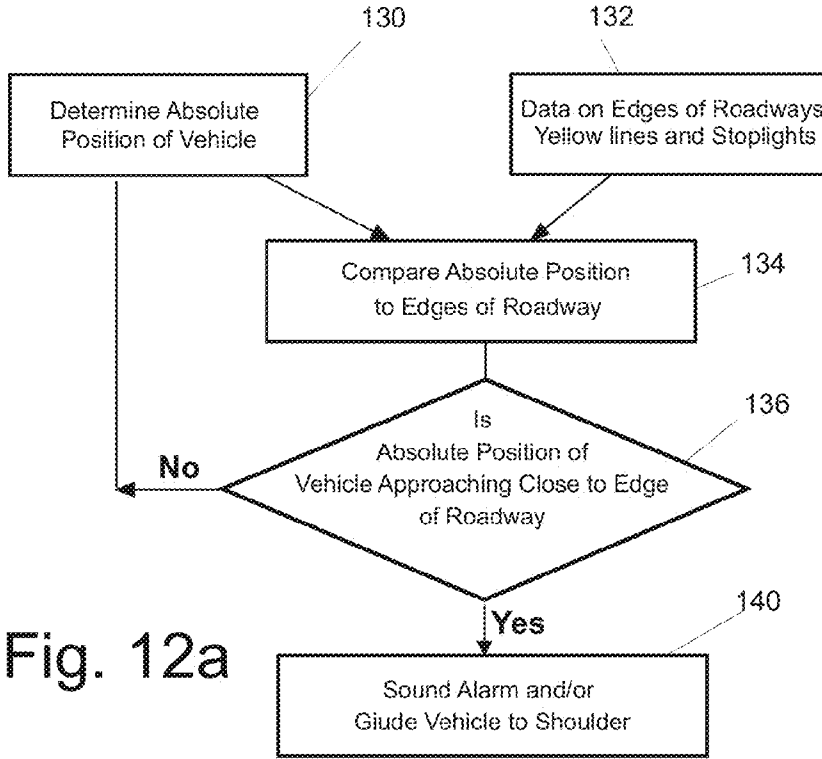 130
132
Determine Absolute
Position of Vehicle
Data on Edges of Roadways
Yellow lines and Stoplights
Compare Absolute Position
to Edges of Roadway
134
Is
Absolute Position of
Vehicle Approaching Close to Edge
of Roadway
136
No
Yes
140
Sound Alarm and/or
Giude Vehicle to Shoulder
Fig. 12a